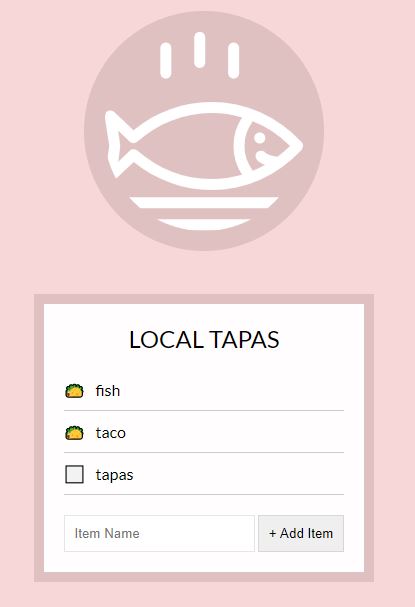 LOCAL TAPAS
fish
taco
tapas
Item Name
+ Add Item